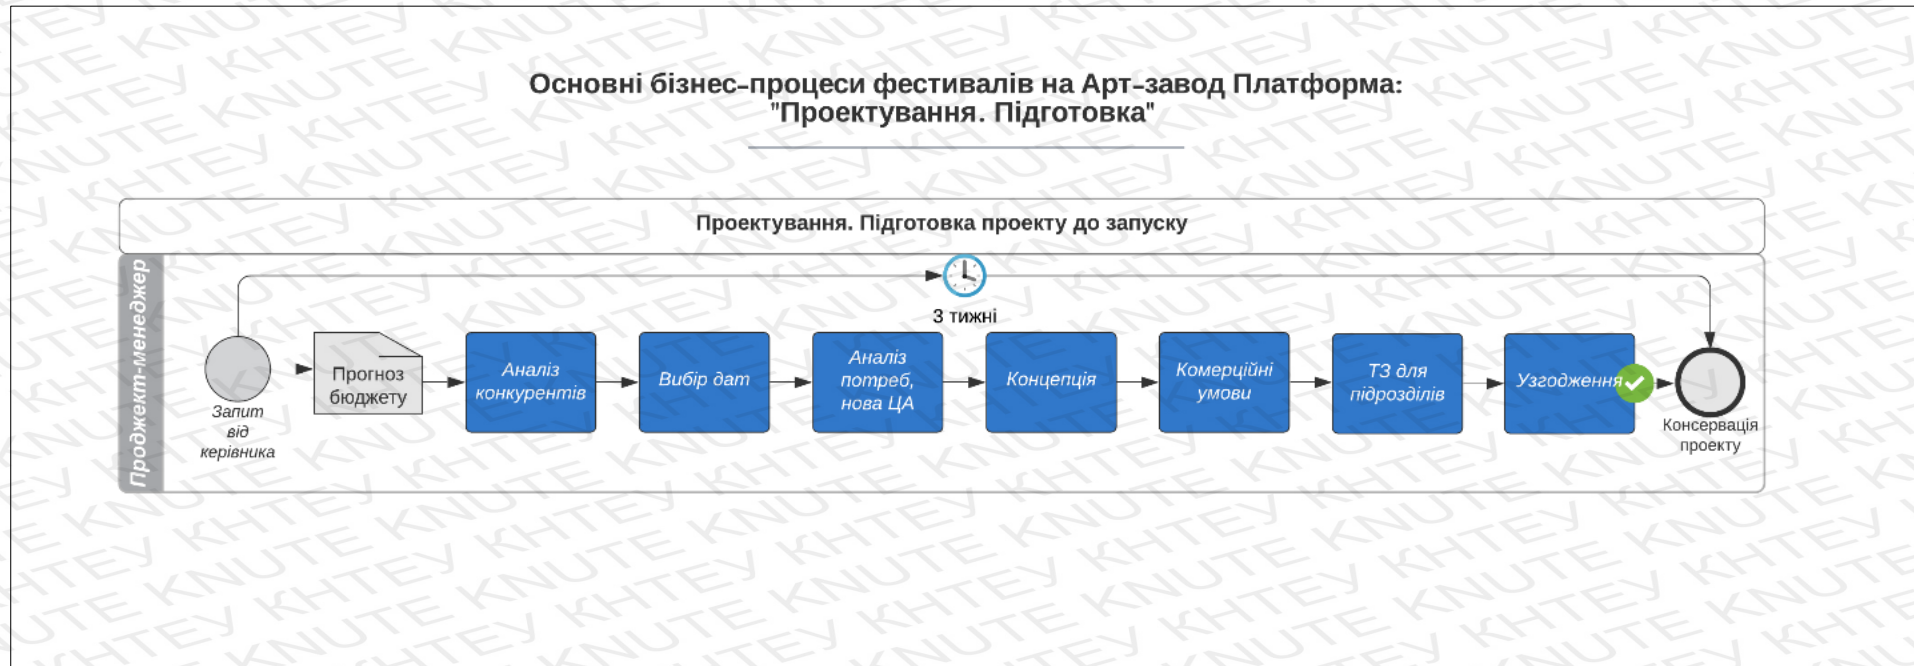 Основні бізнес-процеси фестивалів на Арт-завод Платформа:
"Проектування. Підготовка"
Проектування. Підготовка проекту до запуску
Проджект-менеджер
3 тижні
Запит
від
керівника
Прогноз
бюджету
Аналіз
конкурентів
Вибір дат
Аналіз
потреб,
нова ЦА
Концепція
Комерційні
умови
ТЗ для
підрозділів
Узгодження
Консервація
проекту
KNUTE КНТЕУ